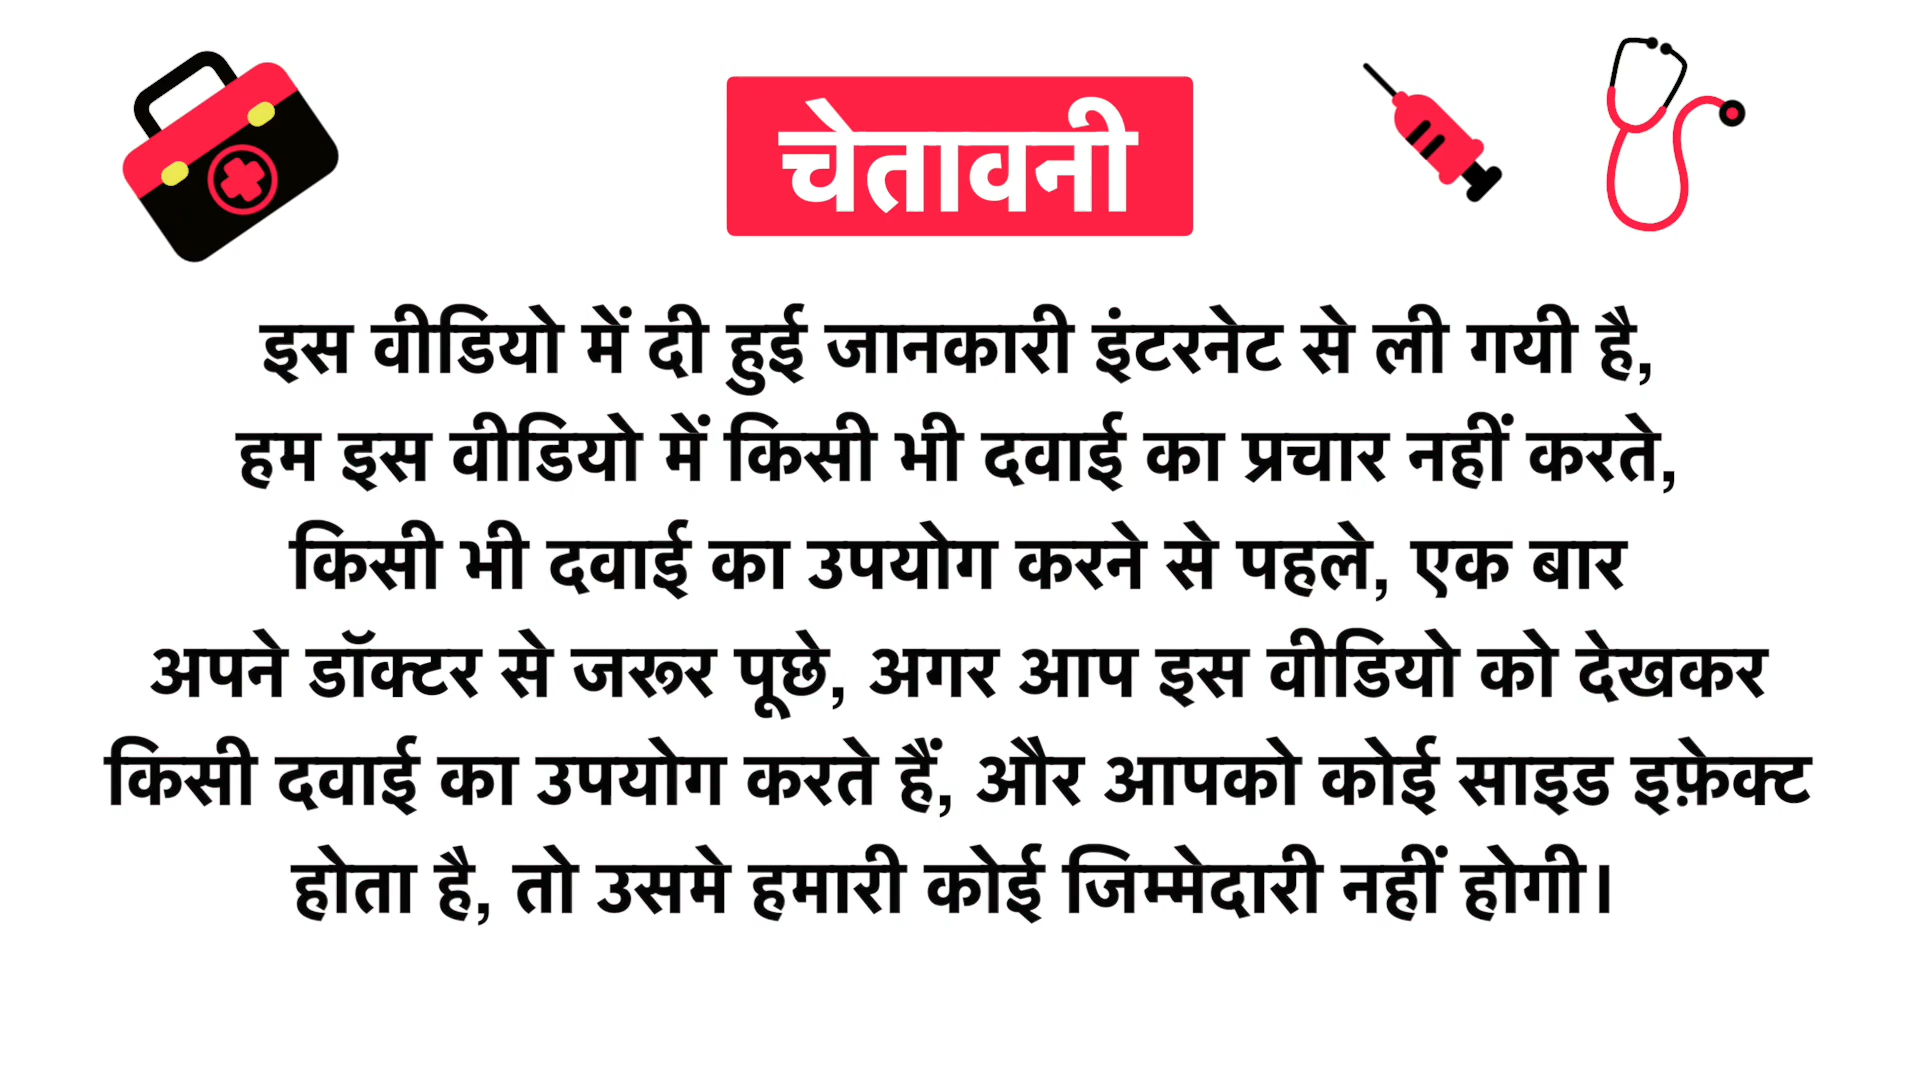 चेतावनी
इस वीडियो में दी हुई जानकारी इंटरनेट से ली गयी है,
हम इस वीडियो में किसी भी दवाई का प्रचार नहीं करते,
किसी भी दवाई का उपयोग करने से पहले, एक बार
अपने डॉक्टर से जरूर पूछे, अगर आप इस वीडियो को देखकर
किसी दवाई का उपयोग करते हैं, और आपको कोई साइड इफ़ेक्ट
होता है, तो उसमे हमारी कोई जिम्मेदारी नहीं होगी।